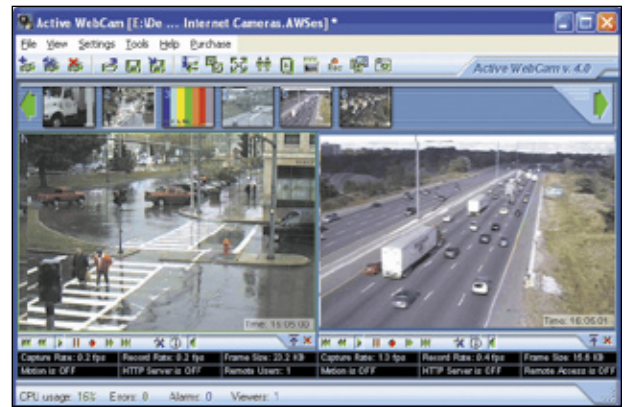 Active WebCam [E:\De ... Internet Cameras.AWSes] *
File View Settings Tools Help Purchase
Active WebCam v. 4.0
Time: 16:05:00
Time: 16:05:01
Capture Rate: 0.2 fps Record Rate: 0.2 fps Frame Size: 23.2 KB
Motion is OFF HTTP Server is OFF Remote Users: 1
Capture Rate: 1.3 fps Record Rate: 0.4 fps Frame Size: 15.8 KB
Motion is OFF HTTP Server is OFF Remote Access is OFF
CPU usage: 16% Errors: 0 Alarms: 0 Viewers: 1